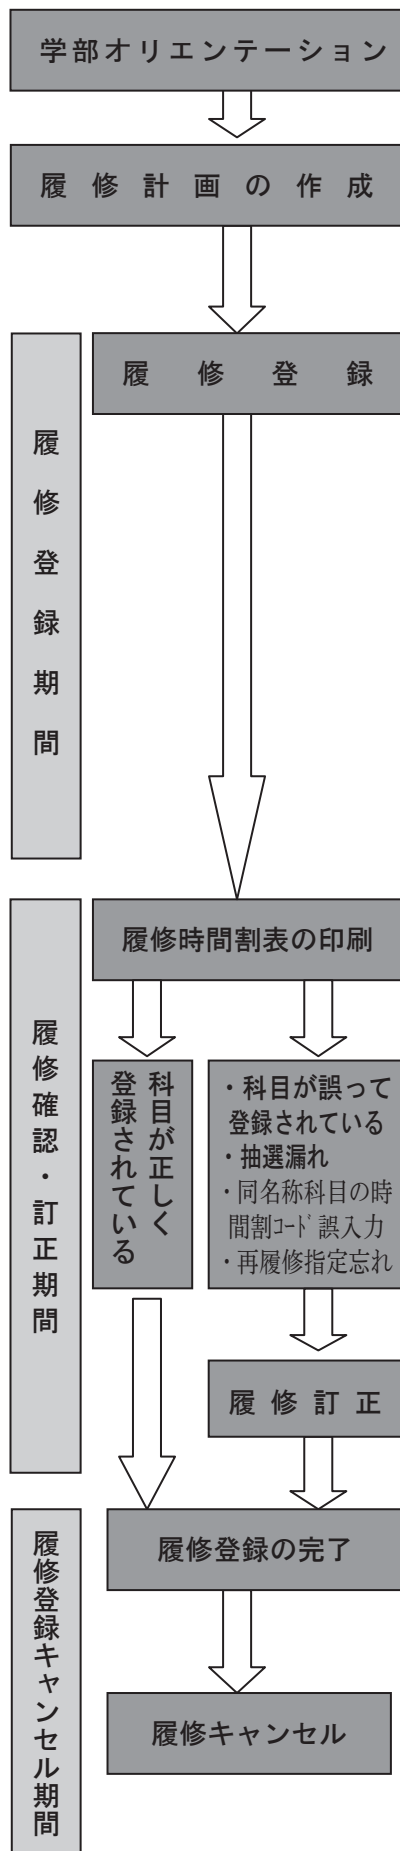 学部オリエンテーション
履修計画の作成
履修登録期間
履修登録
履修確認・訂正期間
履修時間割表の印刷
科目が正しく
登録されている
・科目が誤って
登録されている
・抽選漏れ
・同名称科目の時
間割ｺｰﾄﾞ誤入力
・再履修指定忘れ
履修訂正
履修登録キャンセル期間
履修登録の完了
履修キャンセル